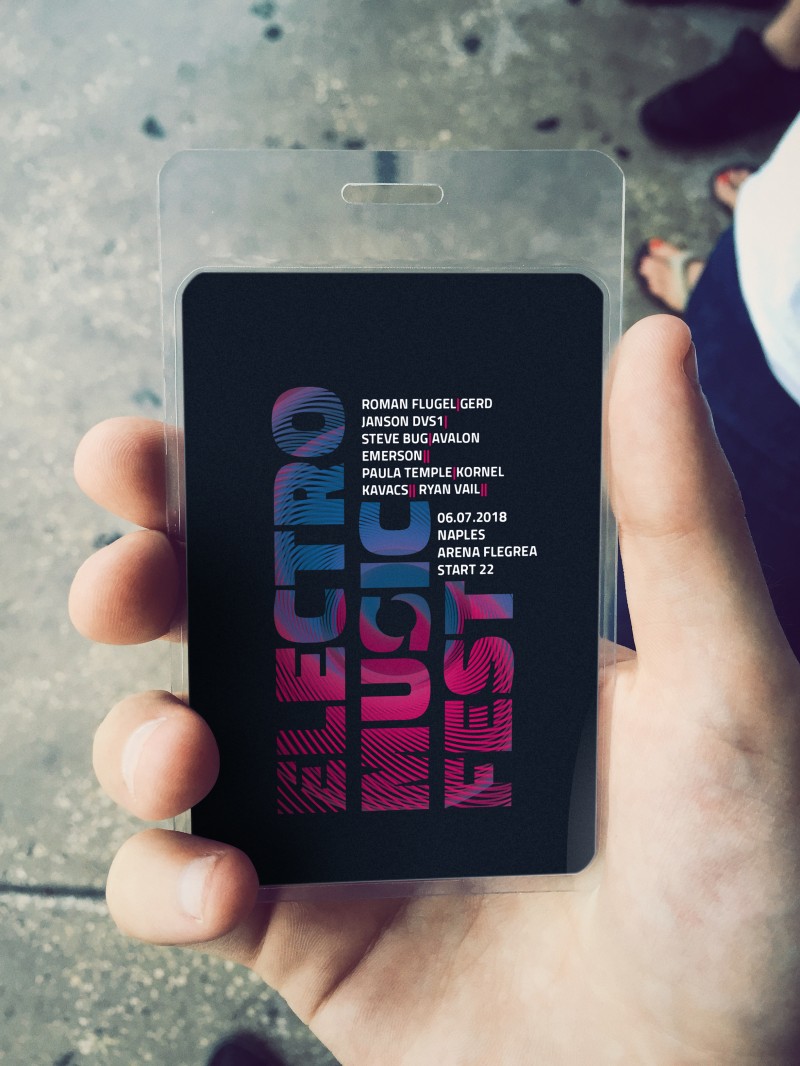 ELECTRO
MUSIC
FEST
ROMAN FLUGEL|GERD
JANSON DVS1|
STEVE BUG|AVALON
EMERSON||
PAULA TEMPLE|KORNEL
KAVACS|| RYAN VAIL||
06.07.2018
NAPLES
ARENA FLEGREA
START 22